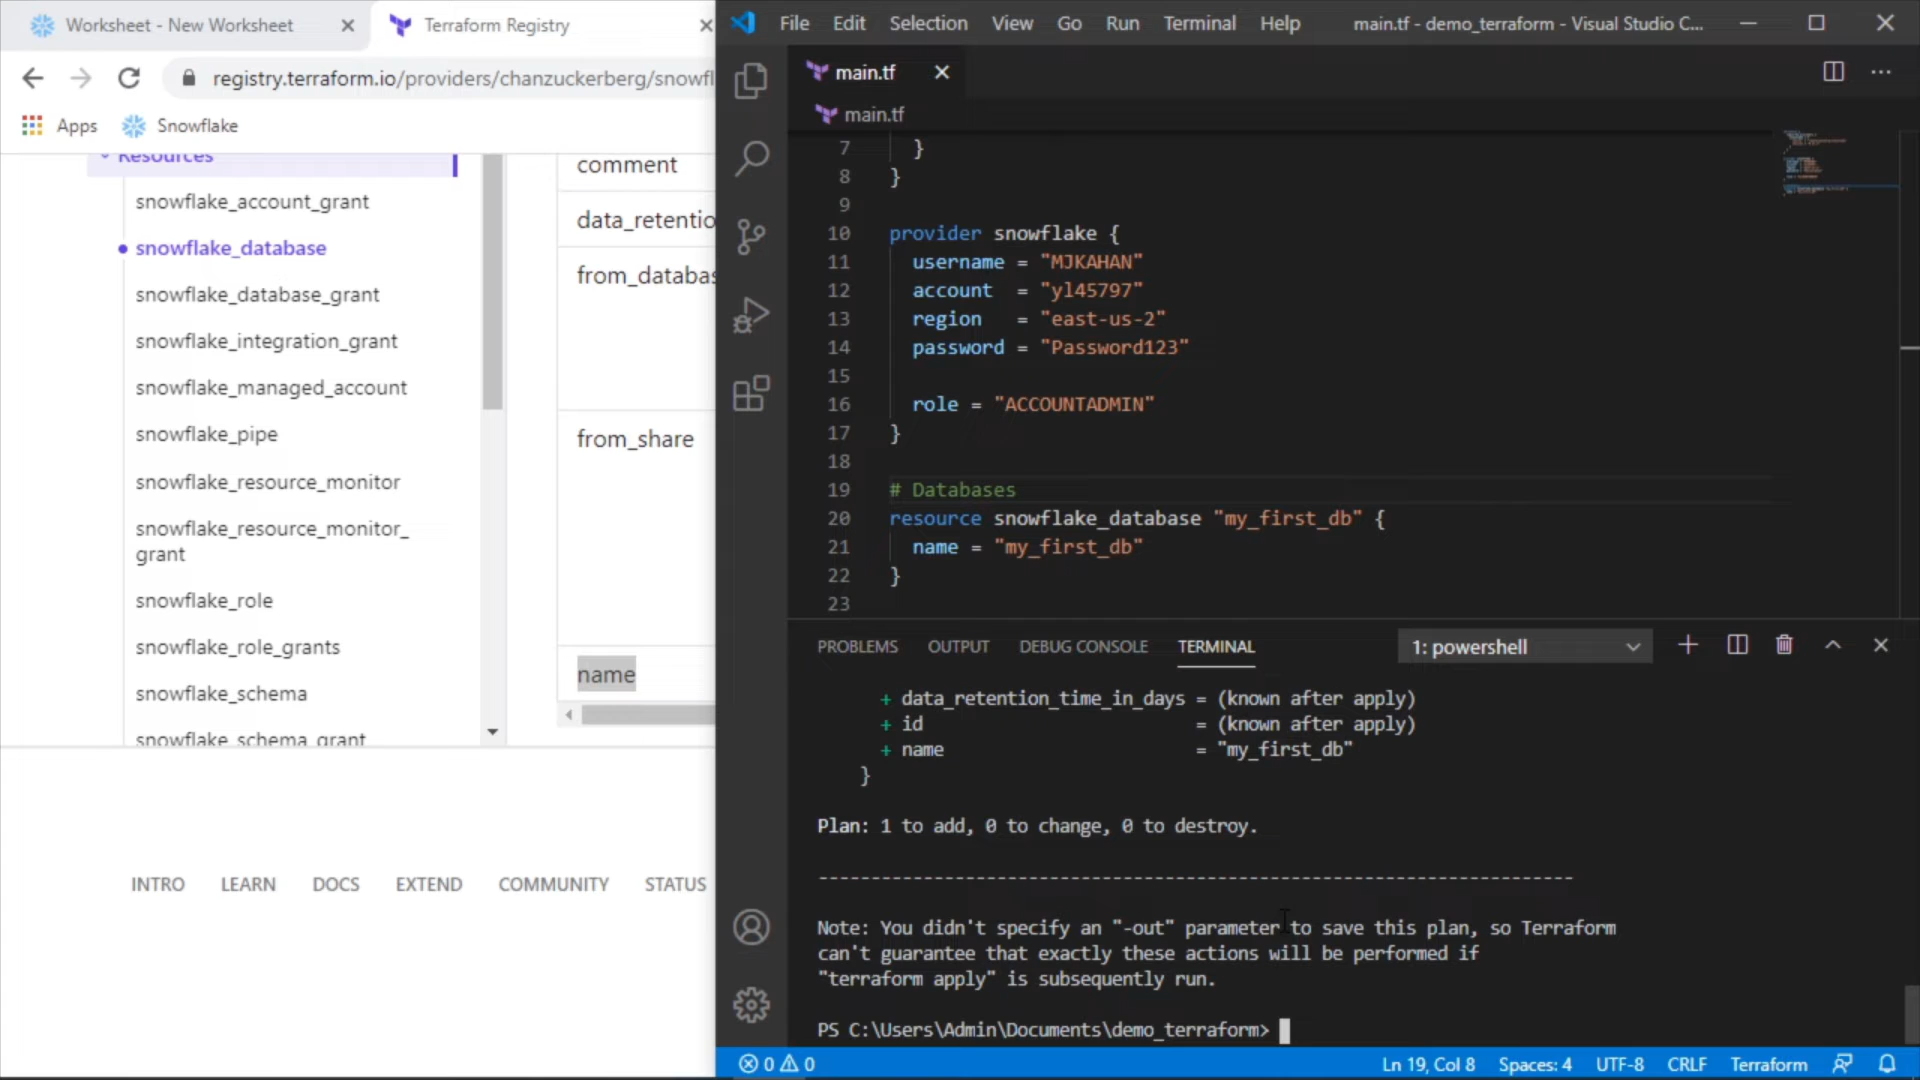 Worksheet - New Worksheet
Terraform Registry
registry.terraform.io/providers/chanzuckerberg/snowfl
Apps
Snowflake
Resources
snowflake_account_grant
snowflake_database
snowflake_database_grant
snowflake_integration_grant
snowflake_managed_account
snowflake_pipe
snowflake_resource_monitor
snowflake_resource_monitor_
grant
snowflake_role
snowflake_role_grants
snowflake_schema
snowflake_schema_grant
comment
data_retentio
from_databas
from_share
name
INTRO LEARN DOCS EXTEND COMMUNITY STATUS
File Edit Selection View Go Run Terminal Help
main.tf - demo_terraform - Visual Studio C...
main.tf
main.tf
7 }
8 }
9
10 provider snowflake {
11 username = "MJKAHAN"
12 account = "yl45797"
13 region = "east-us-2"
14 password = "Password123"
15
16 role = "ACCOUNTADMIN"
17 }
18
19 # Databases
20 resource snowflake_database "my_first_db" {
21 name = "my_first_db"
22 }
23
PROBLEMS OUTPUT DEBUG CONSOLE TERMINAL
1: powershell
+ data_retention_time_in_days = (known after apply)
+ id = (known after apply)
+ name = "my_first_db"
}
Plan: 1 to add, 0 to change, 0 to destroy.
------------------------------------------------------------------------
Note: You didn't specify an "-out" parameter to save this plan, so Terraform
can't guarantee that exactly these actions will be performed if
"terraform apply" is subsequently run.
PS C:\Users\Admin\Documents\demo_terraform>
0 0
Ln 19, Col 8 Spaces: 4 UTF-8 CRLF Terraform